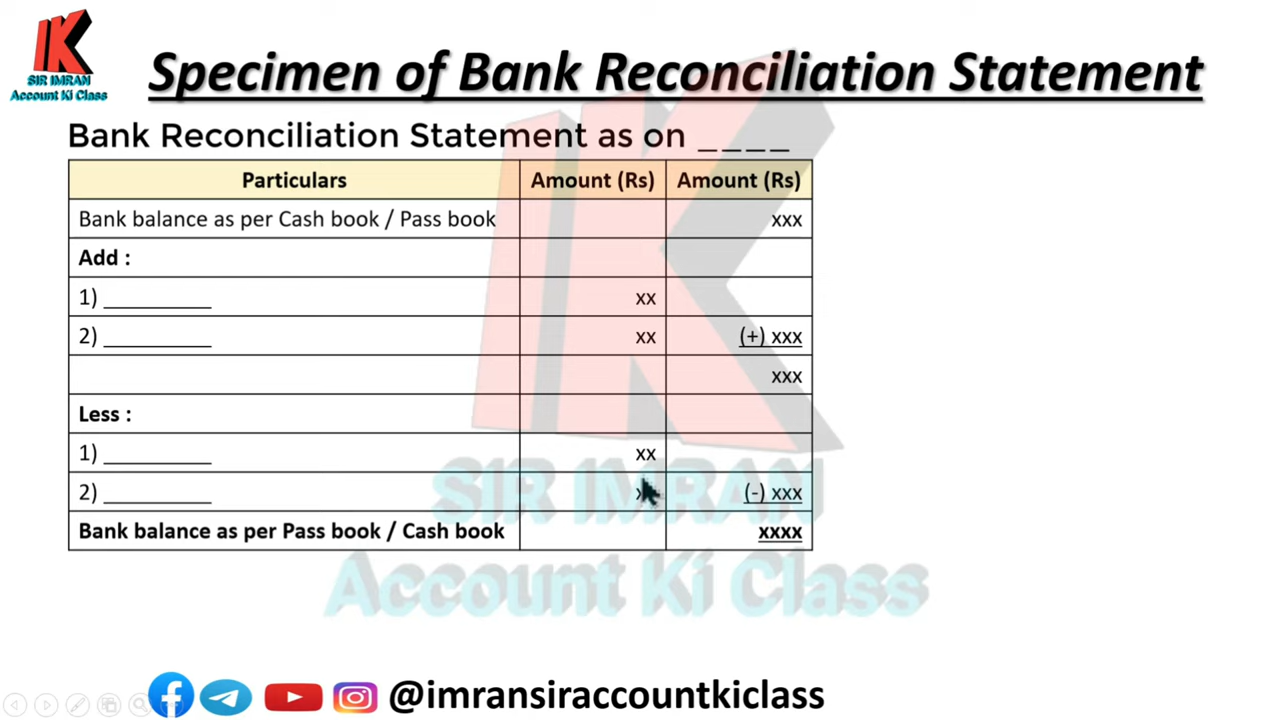 SIR IMRAN
Account Ki Class
Specimen of Bank Reconciliation Statement
Bank Reconciliation Statement as on ____
Particulars Amount (Rs) Amount (Rs)
Bank balance as per Cash book / Pass book xxx
Add :
1) __________ xx
2) __________ xx (+) xxx
xxx
Less :
1) __________ xx
2) __________ (-) xxx
Bank balance as per Pass book / Cash book xxxx
SIR IMRAN
Account Ki Class
@imransiraccountkiclass